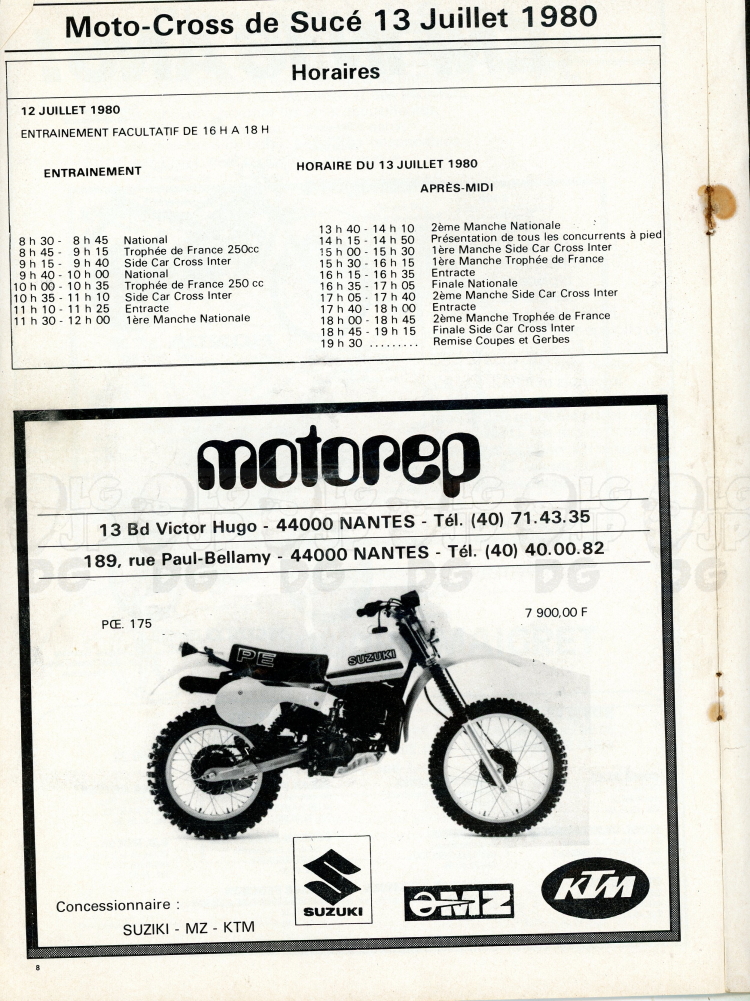 Moto-Cross de Sucé 13 Juillet 1980
Horaires
12 JUILLET 1980
ENTRAINEMENT FACULTATIF DE 16 H A 18 H
ENTRAINEMENT
8 h 30 - 8 h 45 National
8 h 45 - 9 h 15 Trophée de France 250cc
9 h 15 - 9 h 40 Side Car Cross Inter
9 h 40 - 10 h 00 National
10 h 00 - 10 h 35 Trophée de France 250 cc
10 h 35 - 11 h 10 Side Car Cross Inter
11 h 10 - 11 h 25 Entracte
11 h 30 - 12 h 00 1ère Manche Nationale
HORAIRE DU 13 JUILLET 1980
APRÈS-MIDI
13 h 40 - 14 h 10 2ème Manche Nationale
14 h 15 - 14 h 50 Présentation de tous les concurrents à pied
15 h 00 - 15 h 30 1ère Manche Side Car Cross Inter
15 h 30 - 16 h 15 1ère Manche Trophée de France
16 h 15 - 16 h 35 Entracte
16 h 35 - 17 h 05 Finale Nationale
17 h 05 - 17 h 40 2ème Manche Side Car Cross Inter
17 h 40 - 18 h 00 Entracte
18 h 00 - 18 h 45 2ème Manche Trophée de France
18 h 45 - 19 h 15 Finale Side Car Cross Inter
19 h 30 ......... Remise Coupes et Gerbes
motorep
13 Bd Victor Hugo - 44000 NANTES - Tél. (40) 71.43.35
189, rue Paul-Bellamy - 44000 NANTES - Tél. (40) 40.00.82
PŒ. 175
7 900,00 F
PE
SUZUKI
Concessionnaire :
SUZIKI - MZ - KTM
SUZUKI
MZ
KTM
8